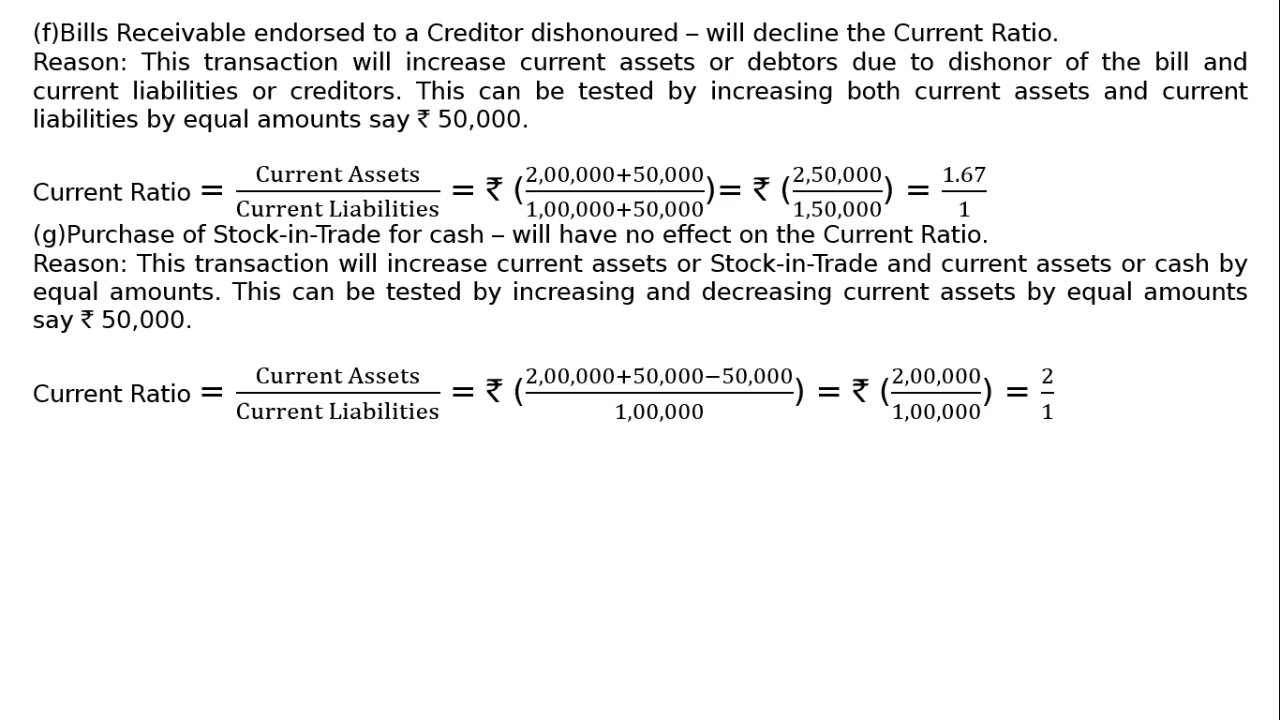 (f)Bills Receivable endorsed to a Creditor dishonoured – will decline the Current Ratio.
Reason: This transaction will increase current assets or debtors due to dishonor of the bill and
current liabilities or creditors. This can be tested by increasing both current assets and current
liabilities by equal amounts say ₹ 50,000.
Current Ratio = Current Assets/Current Liabilities = ₹ (2,00,000+50,000/1,00,000+50,000)= ₹ (2,50,000/1,50,000) = 1.67/1
(g)Purchase of Stock-in-Trade for cash – will have no effect on the Current Ratio.
Reason: This transaction will increase current assets or Stock-in-Trade and current assets or cash by
equal amounts. This can be tested by increasing and decreasing current assets by equal amounts
say ₹ 50,000.
Current Ratio = Current Assets/Current Liabilities = ₹ (2,00,000+50,000−50,000/1,00,000) = ₹ (2,00,000/1,00,000) = 2/1